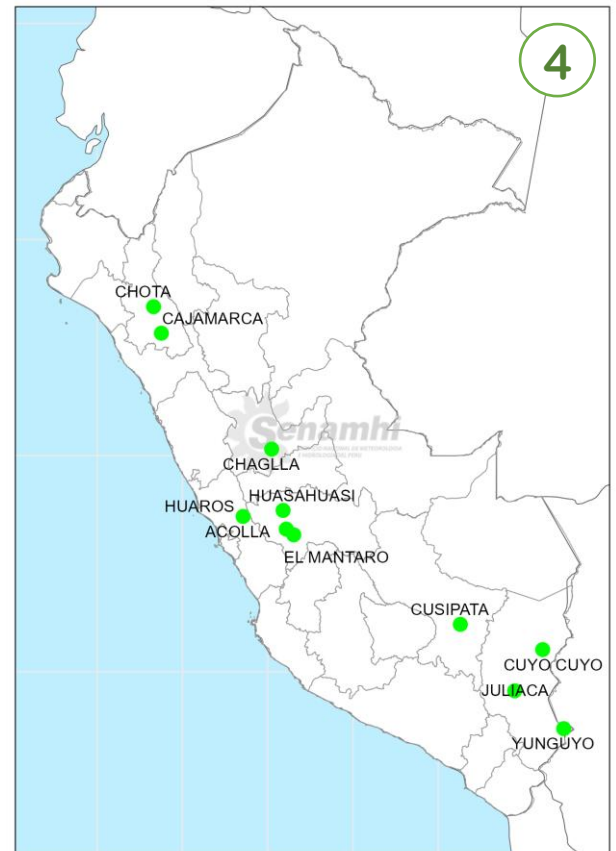 4
CHOTA
CAJAMARCA
Senamhi
CHAGLLA
HUASAHUASI
HUAROS
ACOLLA
EL MANTARO
CUSIPATA
CUYO CUYO
JULIACA
YUNGUYO